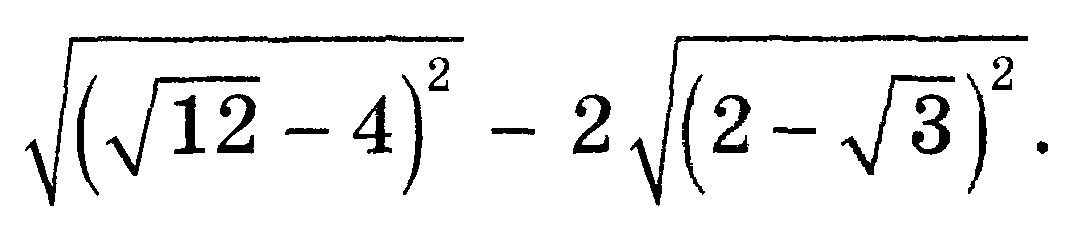 √((√12 − 4)²) − 2√((2 − √3)²).